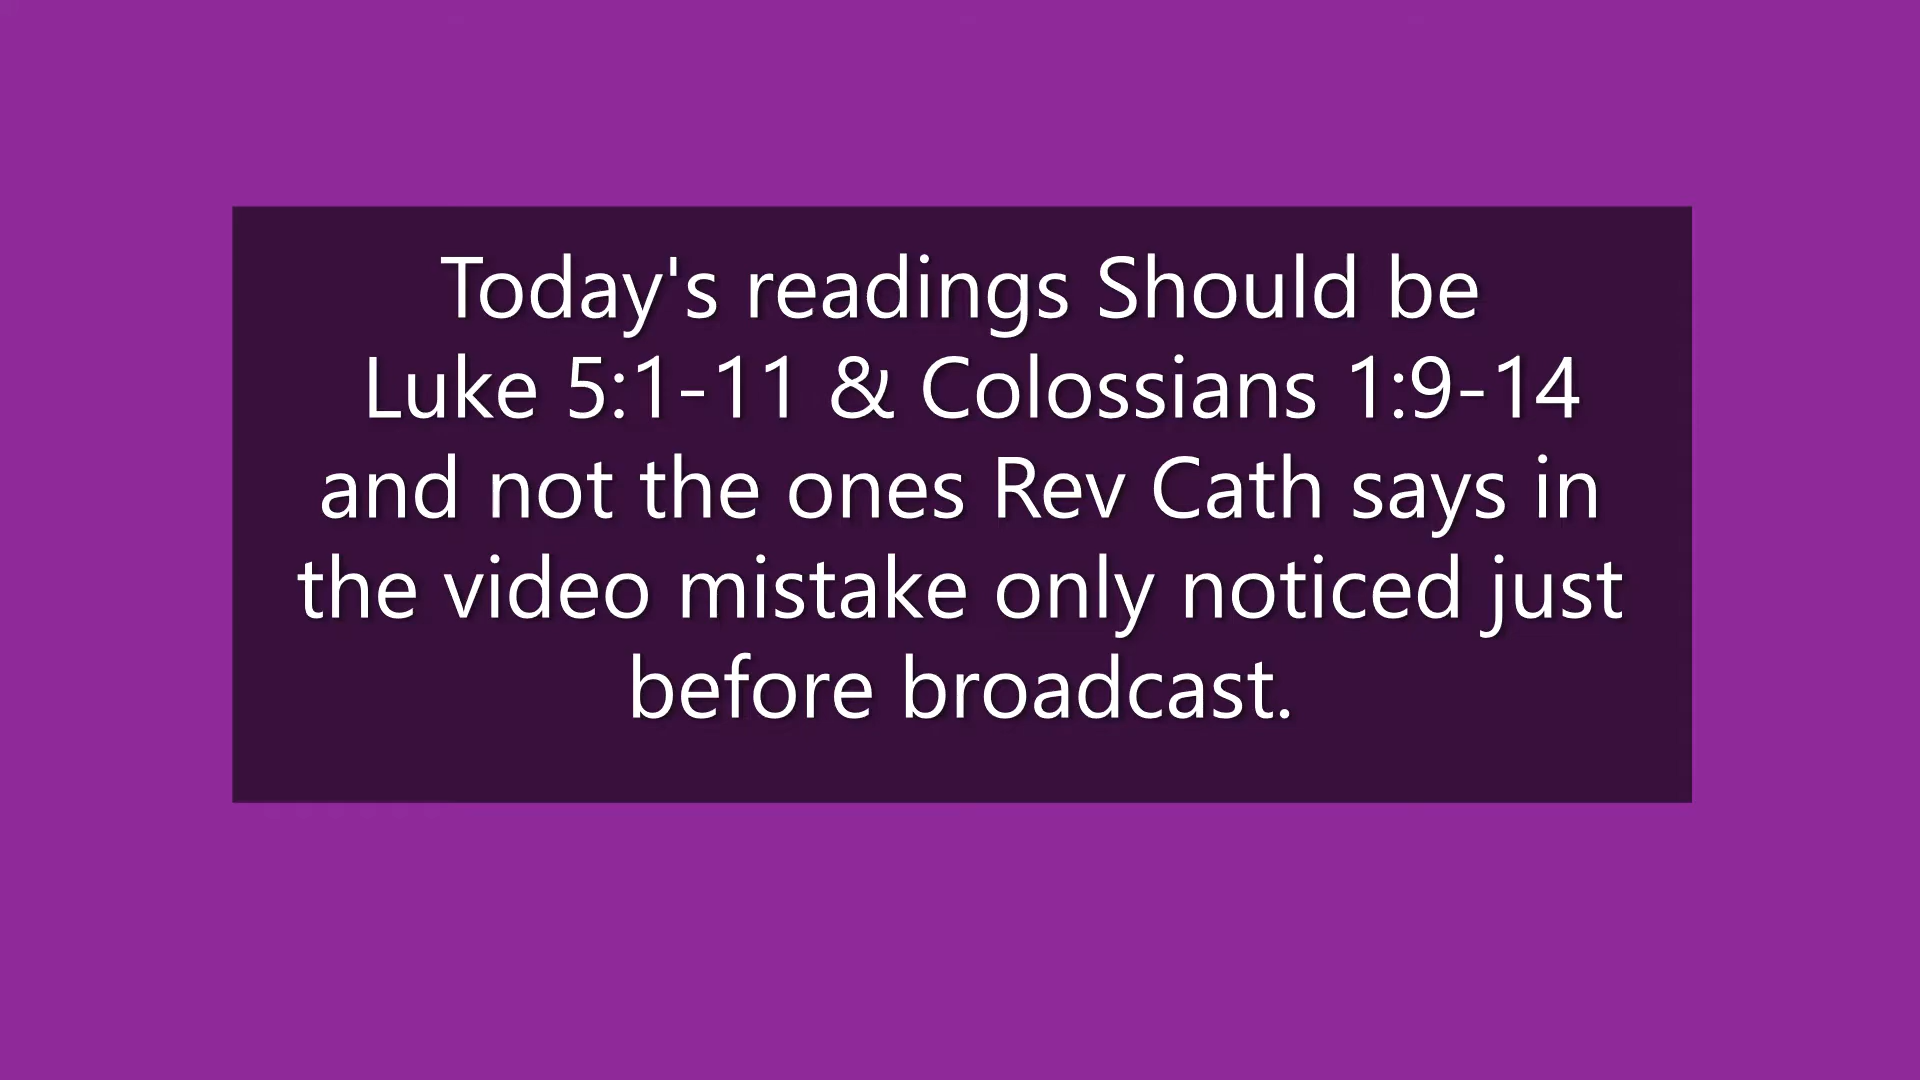 Today's readings Should be
Luke 5:1-11 & Colossians 1:9-14
and not the ones Rev Cath says in
the video mistake only noticed just
before broadcast.